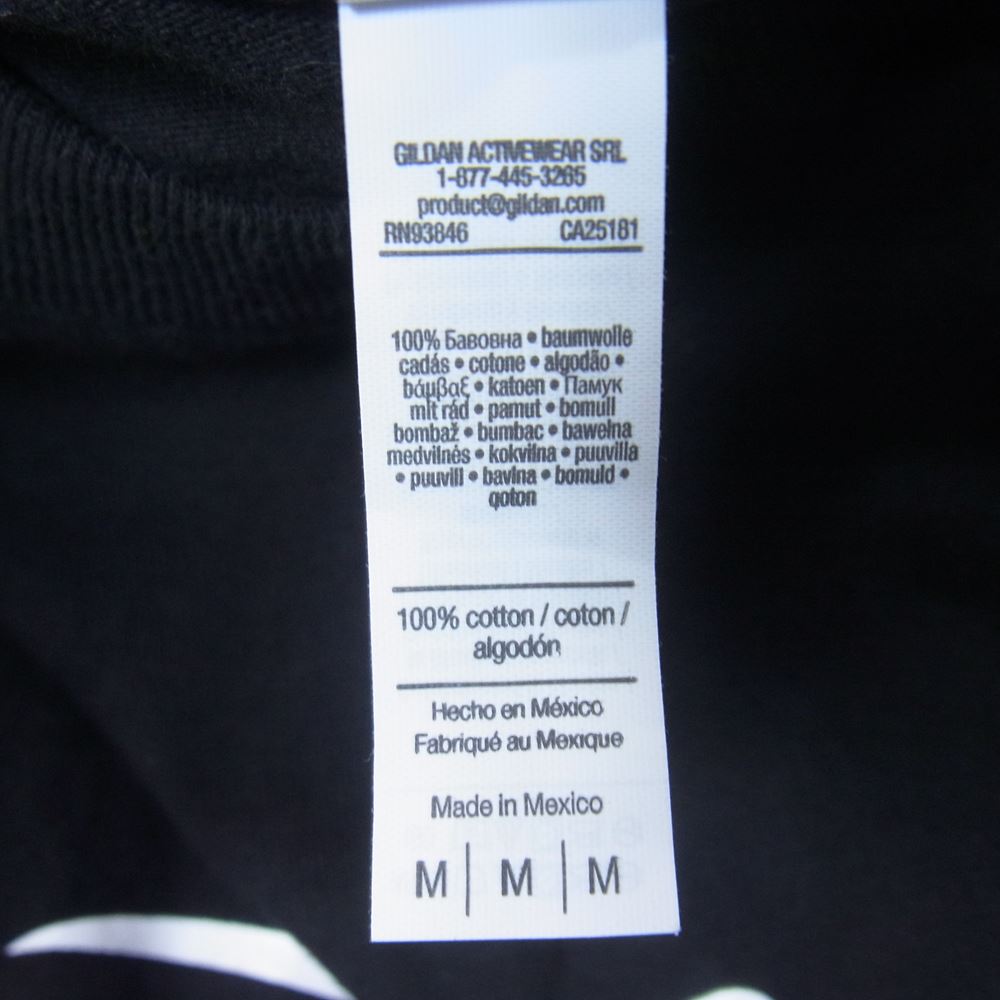 GILDAN ACTIVEWEAR SRL
1-877-445-3265
product@gildan.com
RN93846 CA25181
100% Бавовна • baumwolle
cadás • cotone • algodão •
βάμβαξ • katoen • Памук
mit rád • pamut • bomull
bombaž • bumbac • bawełna
medvilnės • kokvilna • puuvilla
• puuvill • bavlna • bomuld •
qoton
100% cotton / coton /
algodón
Hecho en México
Fabriqué au Mexique
Made in Mexico
M | M | M